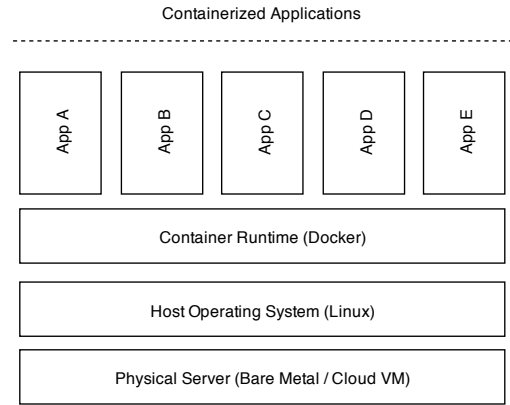 Containerized Applications
App A
App B
App C
App D
App E
Container Runtime (Docker)
Host Operating System (Linux)
Physical Server (Bare Metal / Cloud VM)